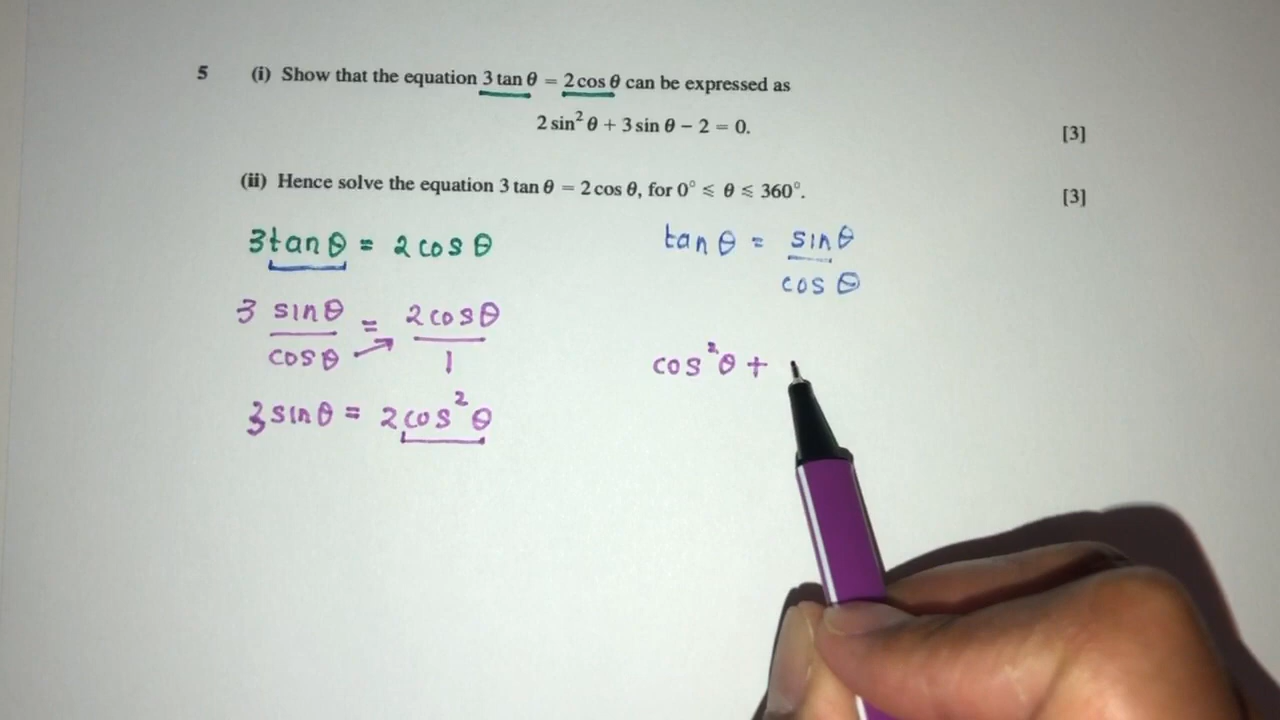 5 (i) Show that the equation 3 tan θ = 2 cos θ can be expressed as
2 sin² θ + 3 sin θ − 2 = 0. [3]
(ii) Hence solve the equation 3 tan θ = 2 cos θ, for 0° ⩽ θ ⩽ 360°. [3]
3tanθ = 2cosθ
3 sinθ/cosθ = 2cosθ/1
3sinθ = 2cos²θ
tanθ = sinθ/cosθ
cos²θ +